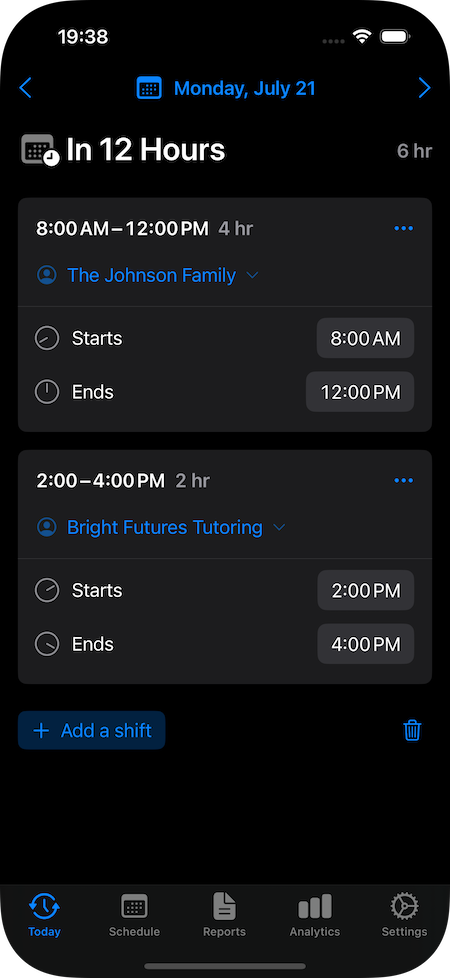 19:38
Monday, July 21
In 12 Hours 6 hr
8:00 AM – 12:00 PM 4 hr
The Johnson Family
Starts 8:00 AM
Ends 12:00 PM
2:00 – 4:00 PM 2 hr
Bright Futures Tutoring
Starts 2:00 PM
Ends 4:00 PM
+ Add a shift
Today Schedule Reports Analytics Settings